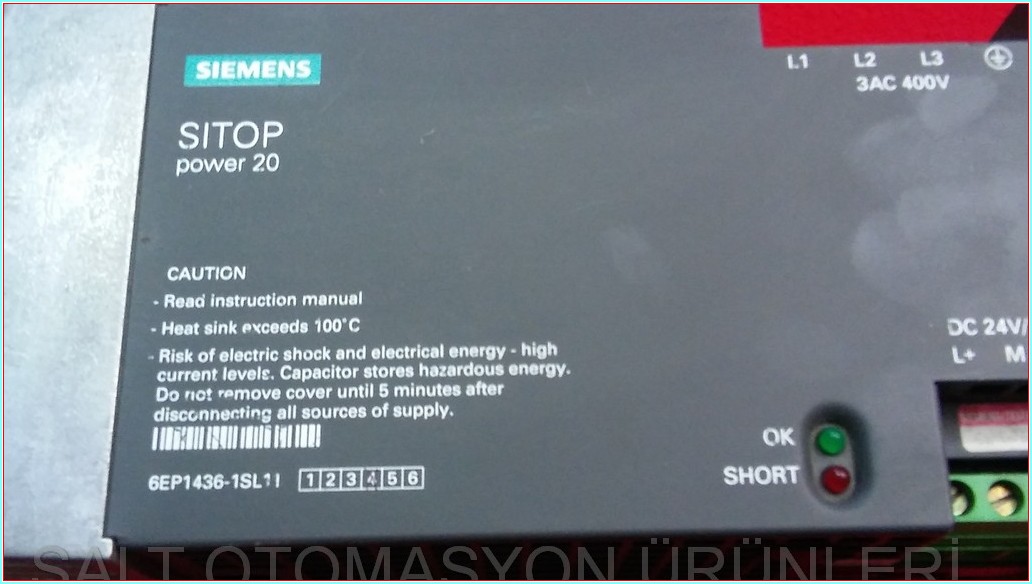 SIEMENS
L1 L2 L3
3AC 400V
SITOP
power 20
CAUTION
- Read instruction manual
- Heat sink exceeds 100°C
- Risk of electric shock and electrical energy - high
current levels. Capacitor stores hazardous energy.
Do not remove cover until 5 minutes after
disconnecting all sources of supply.
DC 24V/
L+ M
OK
SHORT
6EP1436-1SL11 1 2 3 4 5 6
SALT OTOMASYON ÜRÜNLERİ